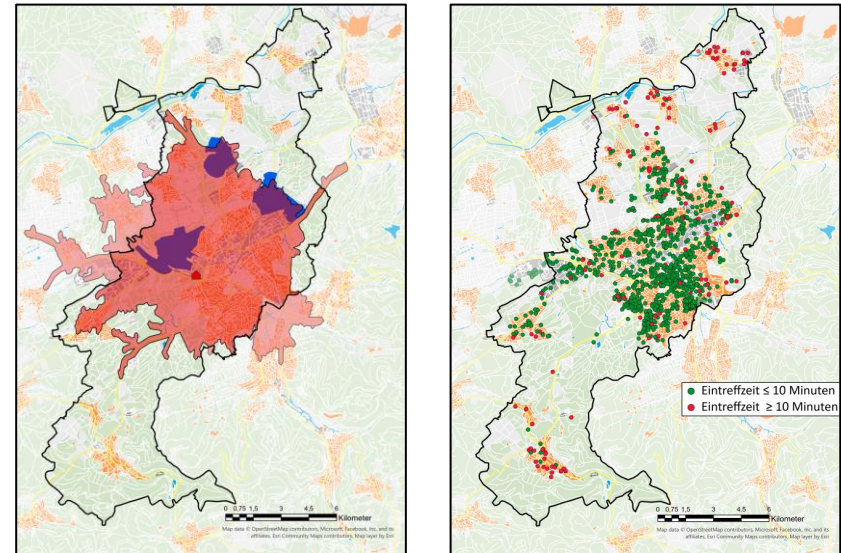 0 0.75 1.5 3 4.5 6
Kilometer
Map data © OpenStreetMap contributors, Microsoft, Facebook, Inc. and its
affiliates, Esri Community Maps contributors, Map layer by Esri
Eintreffzeit ≤ 10 Minuten
Eintreffzeit ≥ 10 Minuten
0 0.75 1.5 3 4.5 6
Kilometer
Map data © OpenStreetMap contributors, Microsoft, Facebook, Inc. and its
affiliates, Esri Community Maps contributors, Map layer by Esri